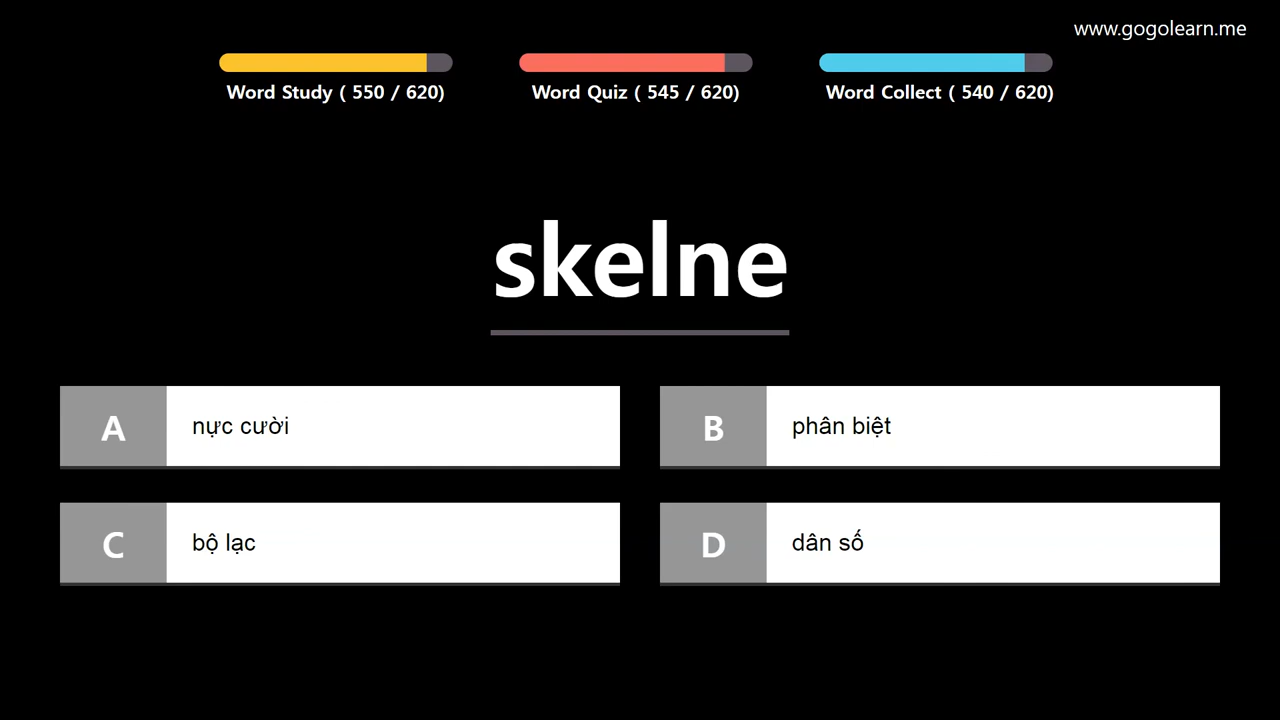 www.gogolearn.me
Word Study ( 550 / 620)
Word Quiz ( 545 / 620)
Word Collect ( 540 / 620)
skelne
A nực cười
B phân biệt
C bộ lạc
D dân số